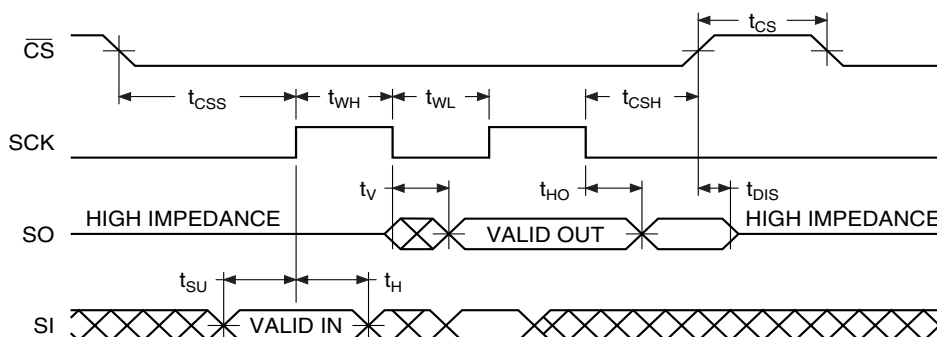 t_CS
C̅S̅
t_CSS t_WH t_WL t_CSH
SCK
t_V t_HO t_DIS
HIGH IMPEDANCE HIGH IMPEDANCE
SO VALID OUT
t_SU t_H
SI VALID IN